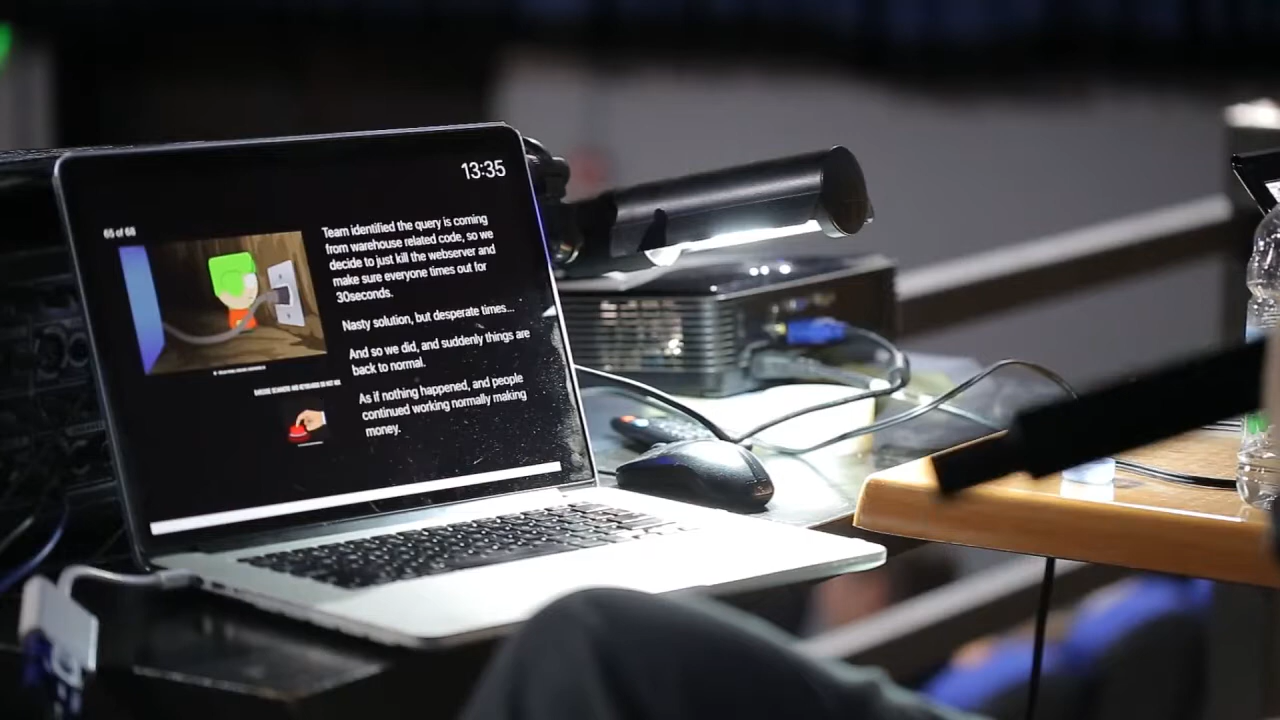 13:35
65 of 68
Team identified the query is coming
from warehouse related code, so we
decide to just kill the webserver and
make sure everyone times out for
30seconds.
Nasty solution, but desperate times...
And so we did, and suddenly things are
back to normal.
As if nothing happened, and people
continued working normally making
money.